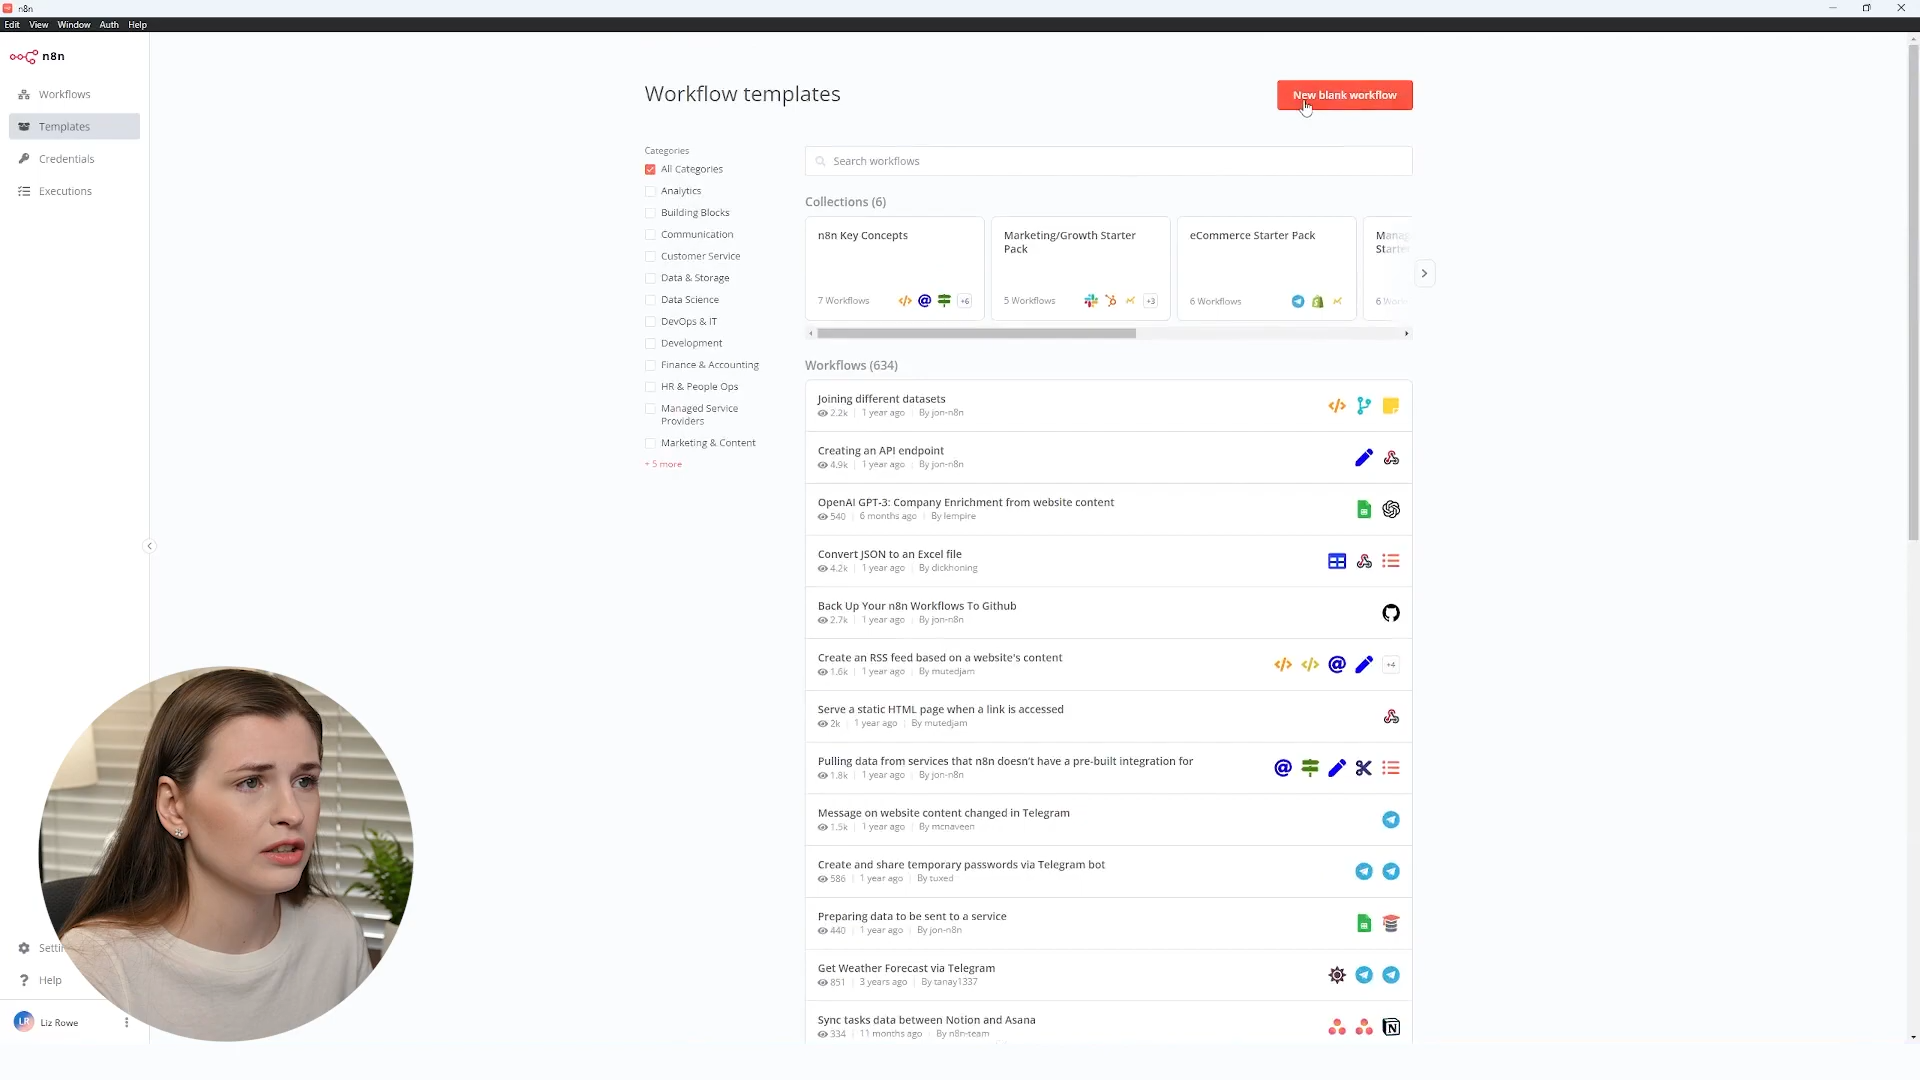 n8n
Edit View Window Auth Help
n8n
Workflows
Templates
Credentials
Executions
Workflow templates
New blank workflow
Categories
All Categories
Analytics
Building Blocks
Communication
Customer Service
Data & Storage
Data Science
DevOps & IT
Development
Finance & Accounting
HR & People Ops
Managed Service
Providers
Marketing & Content
+ 5 more
Search workflows
Collections (6)
n8n Key Concepts
7 Workflows
+6
Marketing/Growth Starter
Pack
5 Workflows
+3
eCommerce Starter Pack
6 Workflows
Workflows (634)
Joining different datasets
2.2k 1 year ago By jon-n8n
Creating an API endpoint
4.9k 1 year ago By jon-n8n
OpenAI GPT-3: Company Enrichment from website content
540 6 months ago By lempire
Convert JSON to an Excel file
4.2k 1 year ago By dickhoning
Back Up Your n8n Workflows To Github
2.7k 1 year ago By jon-n8n
Create an RSS feed based on a website's content
1.6k 1 year ago By mutedjam
+4
Serve a static HTML page when a link is accessed
2k 1 year ago By mutedjam
Pulling data from services that n8n doesn't have a pre-built integration for
1.8k 1 year ago By jon-n8n
Message on website content changed in Telegram
1.5k 1 year ago By mcnaveen
Create and share temporary passwords via Telegram bot
586 1 year ago By tuxed
Preparing data to be sent to a service
440 1 year ago By jon-n8n
Get Weather Forecast via Telegram
851 3 years ago By tanay1337
Sync tasks data between Notion and Asana
334 11 months ago By n8n-team
Help
LR Liz Rowe